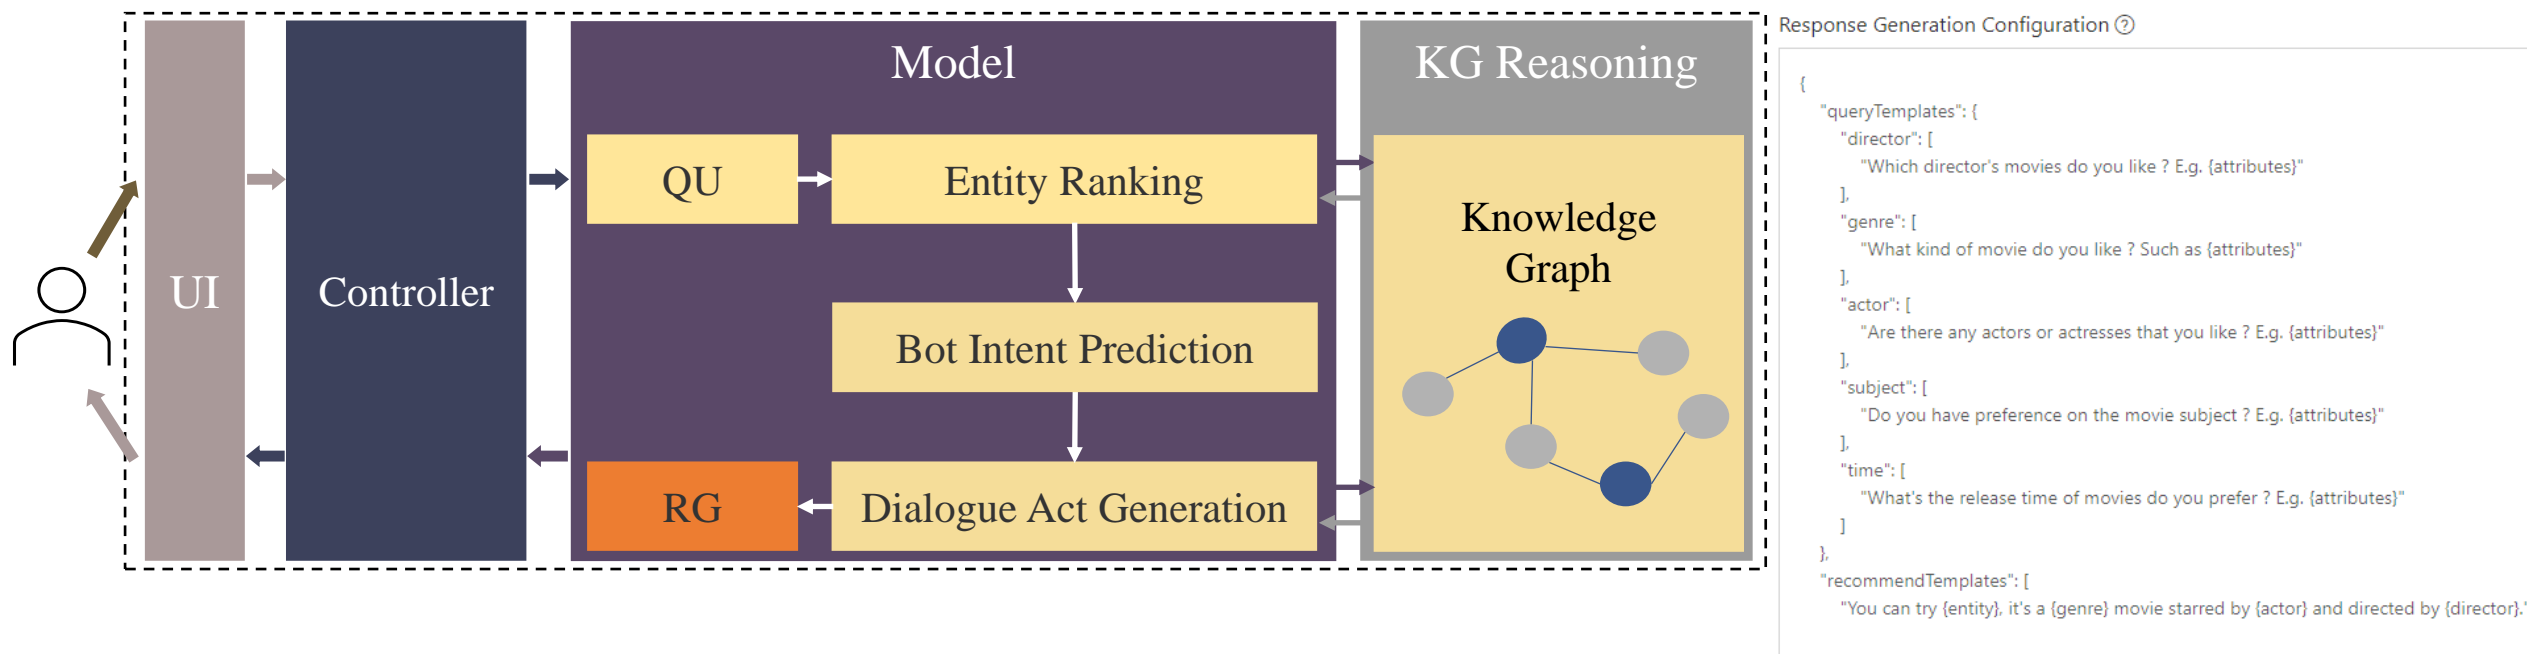 UI
Controller
Model
QU
Entity Ranking
Bot Intent Prediction
RG
Dialogue Act Generation
KG Reasoning
Knowledge
Graph
Response Generation Configuration ?
{
"queryTemplates": {
"director": [
"Which director's movies do you like ? E.g. {attributes}"
],
"genre": [
"What kind of movie do you like ? Such as {attributes}"
],
"actor": [
"Are there any actors or actresses that you like ? E.g. {attributes}"
],
"subject": [
"Do you have preference on the movie subject ? E.g. {attributes}"
],
"time": [
"What's the release time of movies do you prefer ? E.g. {attributes}"
]
},
"recommendTemplates": [
"You can try {entity}, it's a {genre} movie starred by {actor} and directed by {director}."